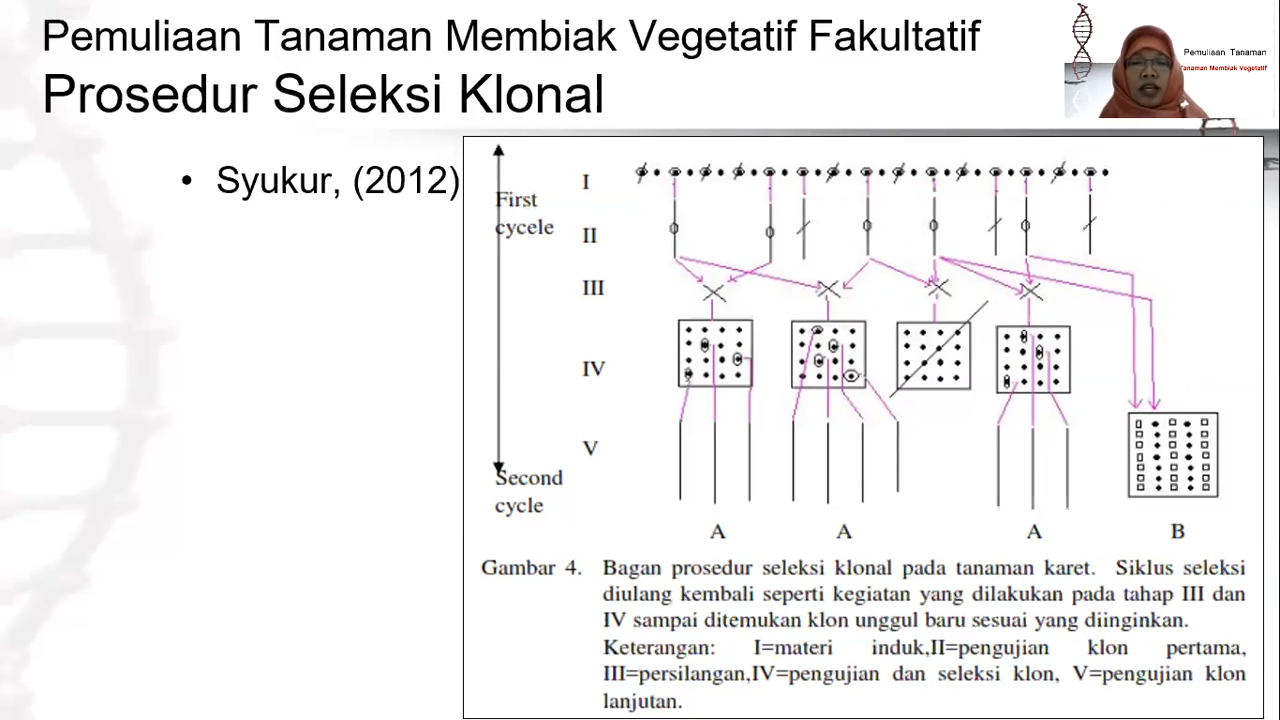 Pemuliaan Tanaman Membiak Vegetatif Fakultatif
Prosedur Seleksi Klonal
Pemuliaan Tanaman
Tanaman Membiak Vegetatif
• Syukur, (2012)
First
cycele
I
II
III
IV
V
Second
cycle
A A A B
Gambar 4. Bagan prosedur seleksi klonal pada tanaman karet. Siklus seleksi
diulang kembali seperti kegiatan yang dilakukan pada tahap III dan
IV sampai ditemukan klon unggul baru sesuai yang diinginkan.
Keterangan: I=materi induk,II=pengujian klon pertama,
III=persilangan,IV=pengujian dan seleksi klon, V=pengujian klon
lanjutan.